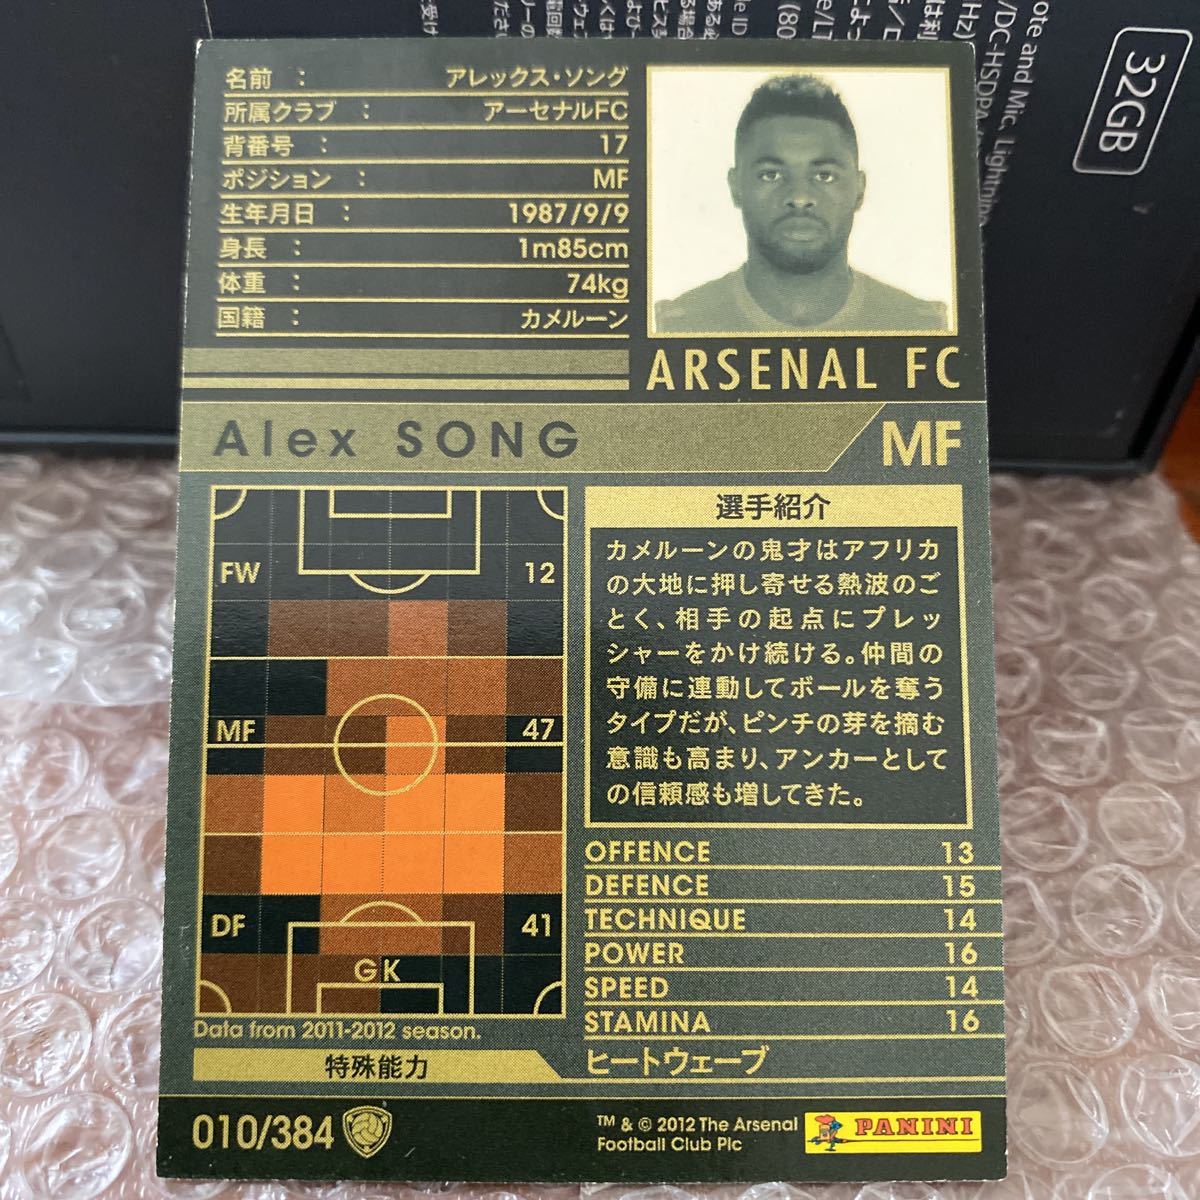 名前 : アレックス・ソング
所属クラブ : アーセナルFC
背番号 : 17
ポジション : MF
生年月日 : 1987/9/9
身長 : 1m85cm
体重 : 74kg
国籍 : カメルーン
ARSENAL FC
Alex SONG MF
FW 12
MF 47
DF 41
GK
Data from 2011-2012 season.
選手紹介
カメルーンの鬼才はアフリカ
の大地に押し寄せる熱波のご
とく、相手の起点にプレッ
シャーをかけ続ける。仲間の
守備に連動してボールを奪う
タイプだが、ピンチの芽を摘む
意識も高まり、アンカーとして
の信頼感も増してきた。
OFFENCE 13
DEFENCE 15
TECHNIQUE 14
POWER 16
SPEED 14
STAMINA 16
特殊能力 ヒートウェーブ
010/384
™ & © 2012 The Arsenal
Football Club Plc
PANINI
32GB
ote and Mic, Lightning
/DC-HSDPA